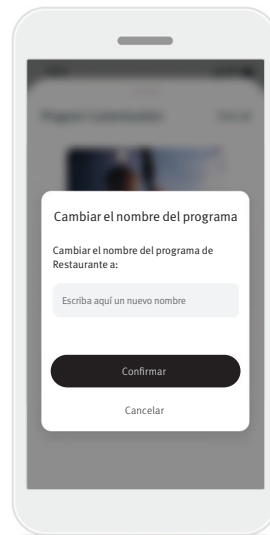 Cambiar el nombre del programa
Cambiar el nombre del programa de
Restaurante a:
Escriba aquí un nuevo nombre
Confirmar
Cancelar